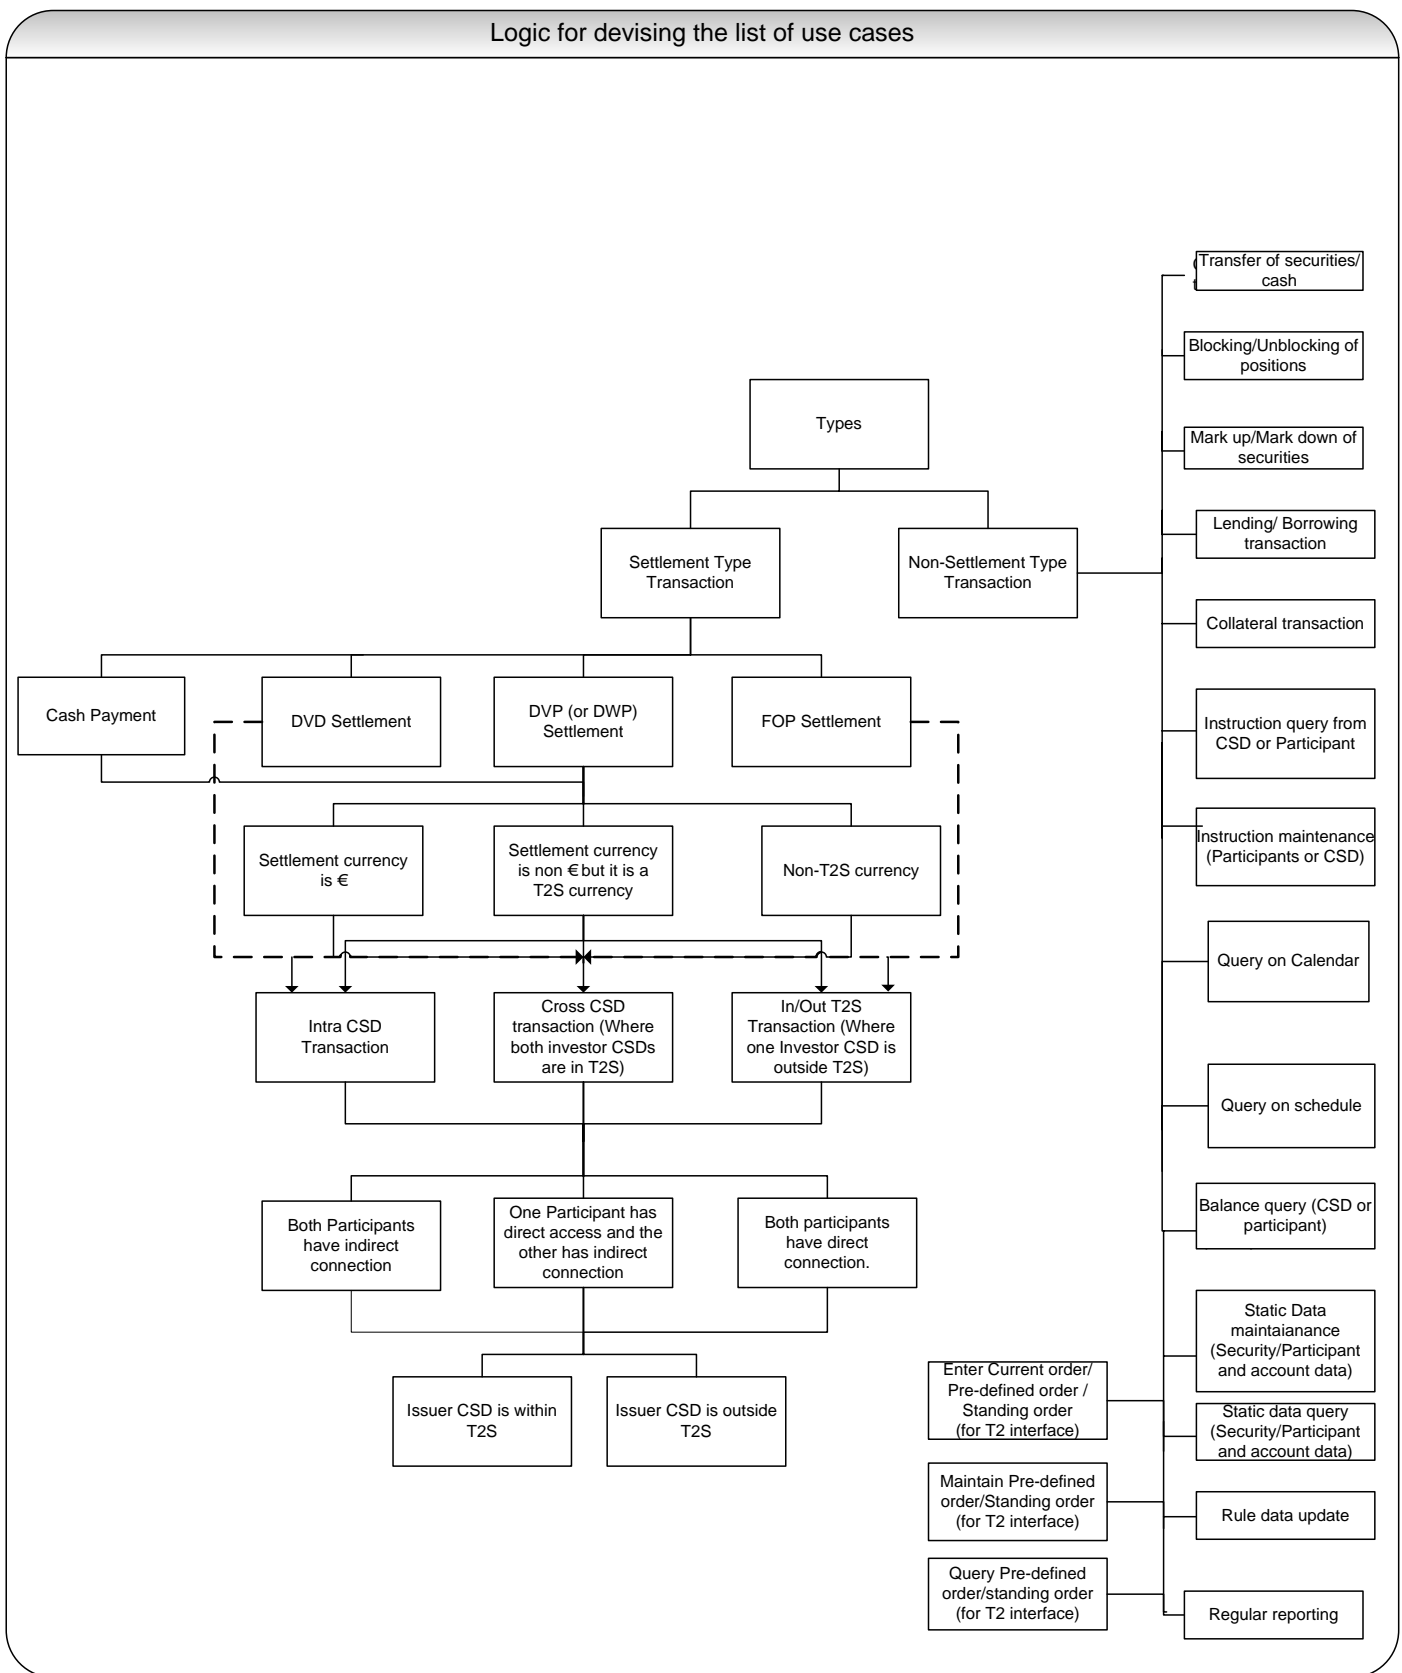 Logic for devising the list of use cases
Transfer of securities/
cash
Blocking/Unblocking of
positions
Mark up/Mark down of
securities
Types
Lending/ Borrowing
transaction
Settlement Type
Transaction
Non-Settlement Type
Transaction
Collateral transaction
Cash Payment
DVD Settlement
DVP (or DWP)
Settlement
FOP Settlement
Instruction query from
CSD or Participant
Settlement currency
is €
Settlement currency
is non € but it is a
T2S currency
Non-T2S currency
Instruction maintenance
(Participants or CSD)
Query on Calendar
Intra CSD
Transaction
Cross CSD
transaction (Where
both investor CSDs
are in T2S)
In/Out T2S
Transaction (Where
one Investor CSD is
outside T2S)
Query on schedule
Both Participants
have indirect
connection
One Participant has
direct access and the
other has indirect
connection
Both participants
have direct
connection.
Balance query (CSD or
participant)
Static Data
maintaianance
(Security/Participant
and account data)
Issuer CSD is within
T2S
Issuer CSD is outside
T2S
Enter Current order/
Pre-defined order /
Standing order
(for T2 interface)
Static data query
(Security/Participant
and account data)
Maintain Pre-defined
order/Standing order
(for T2 interface)
Rule data update
Query Pre-defined
order/standing order
(for T2 interface)
Regular reporting